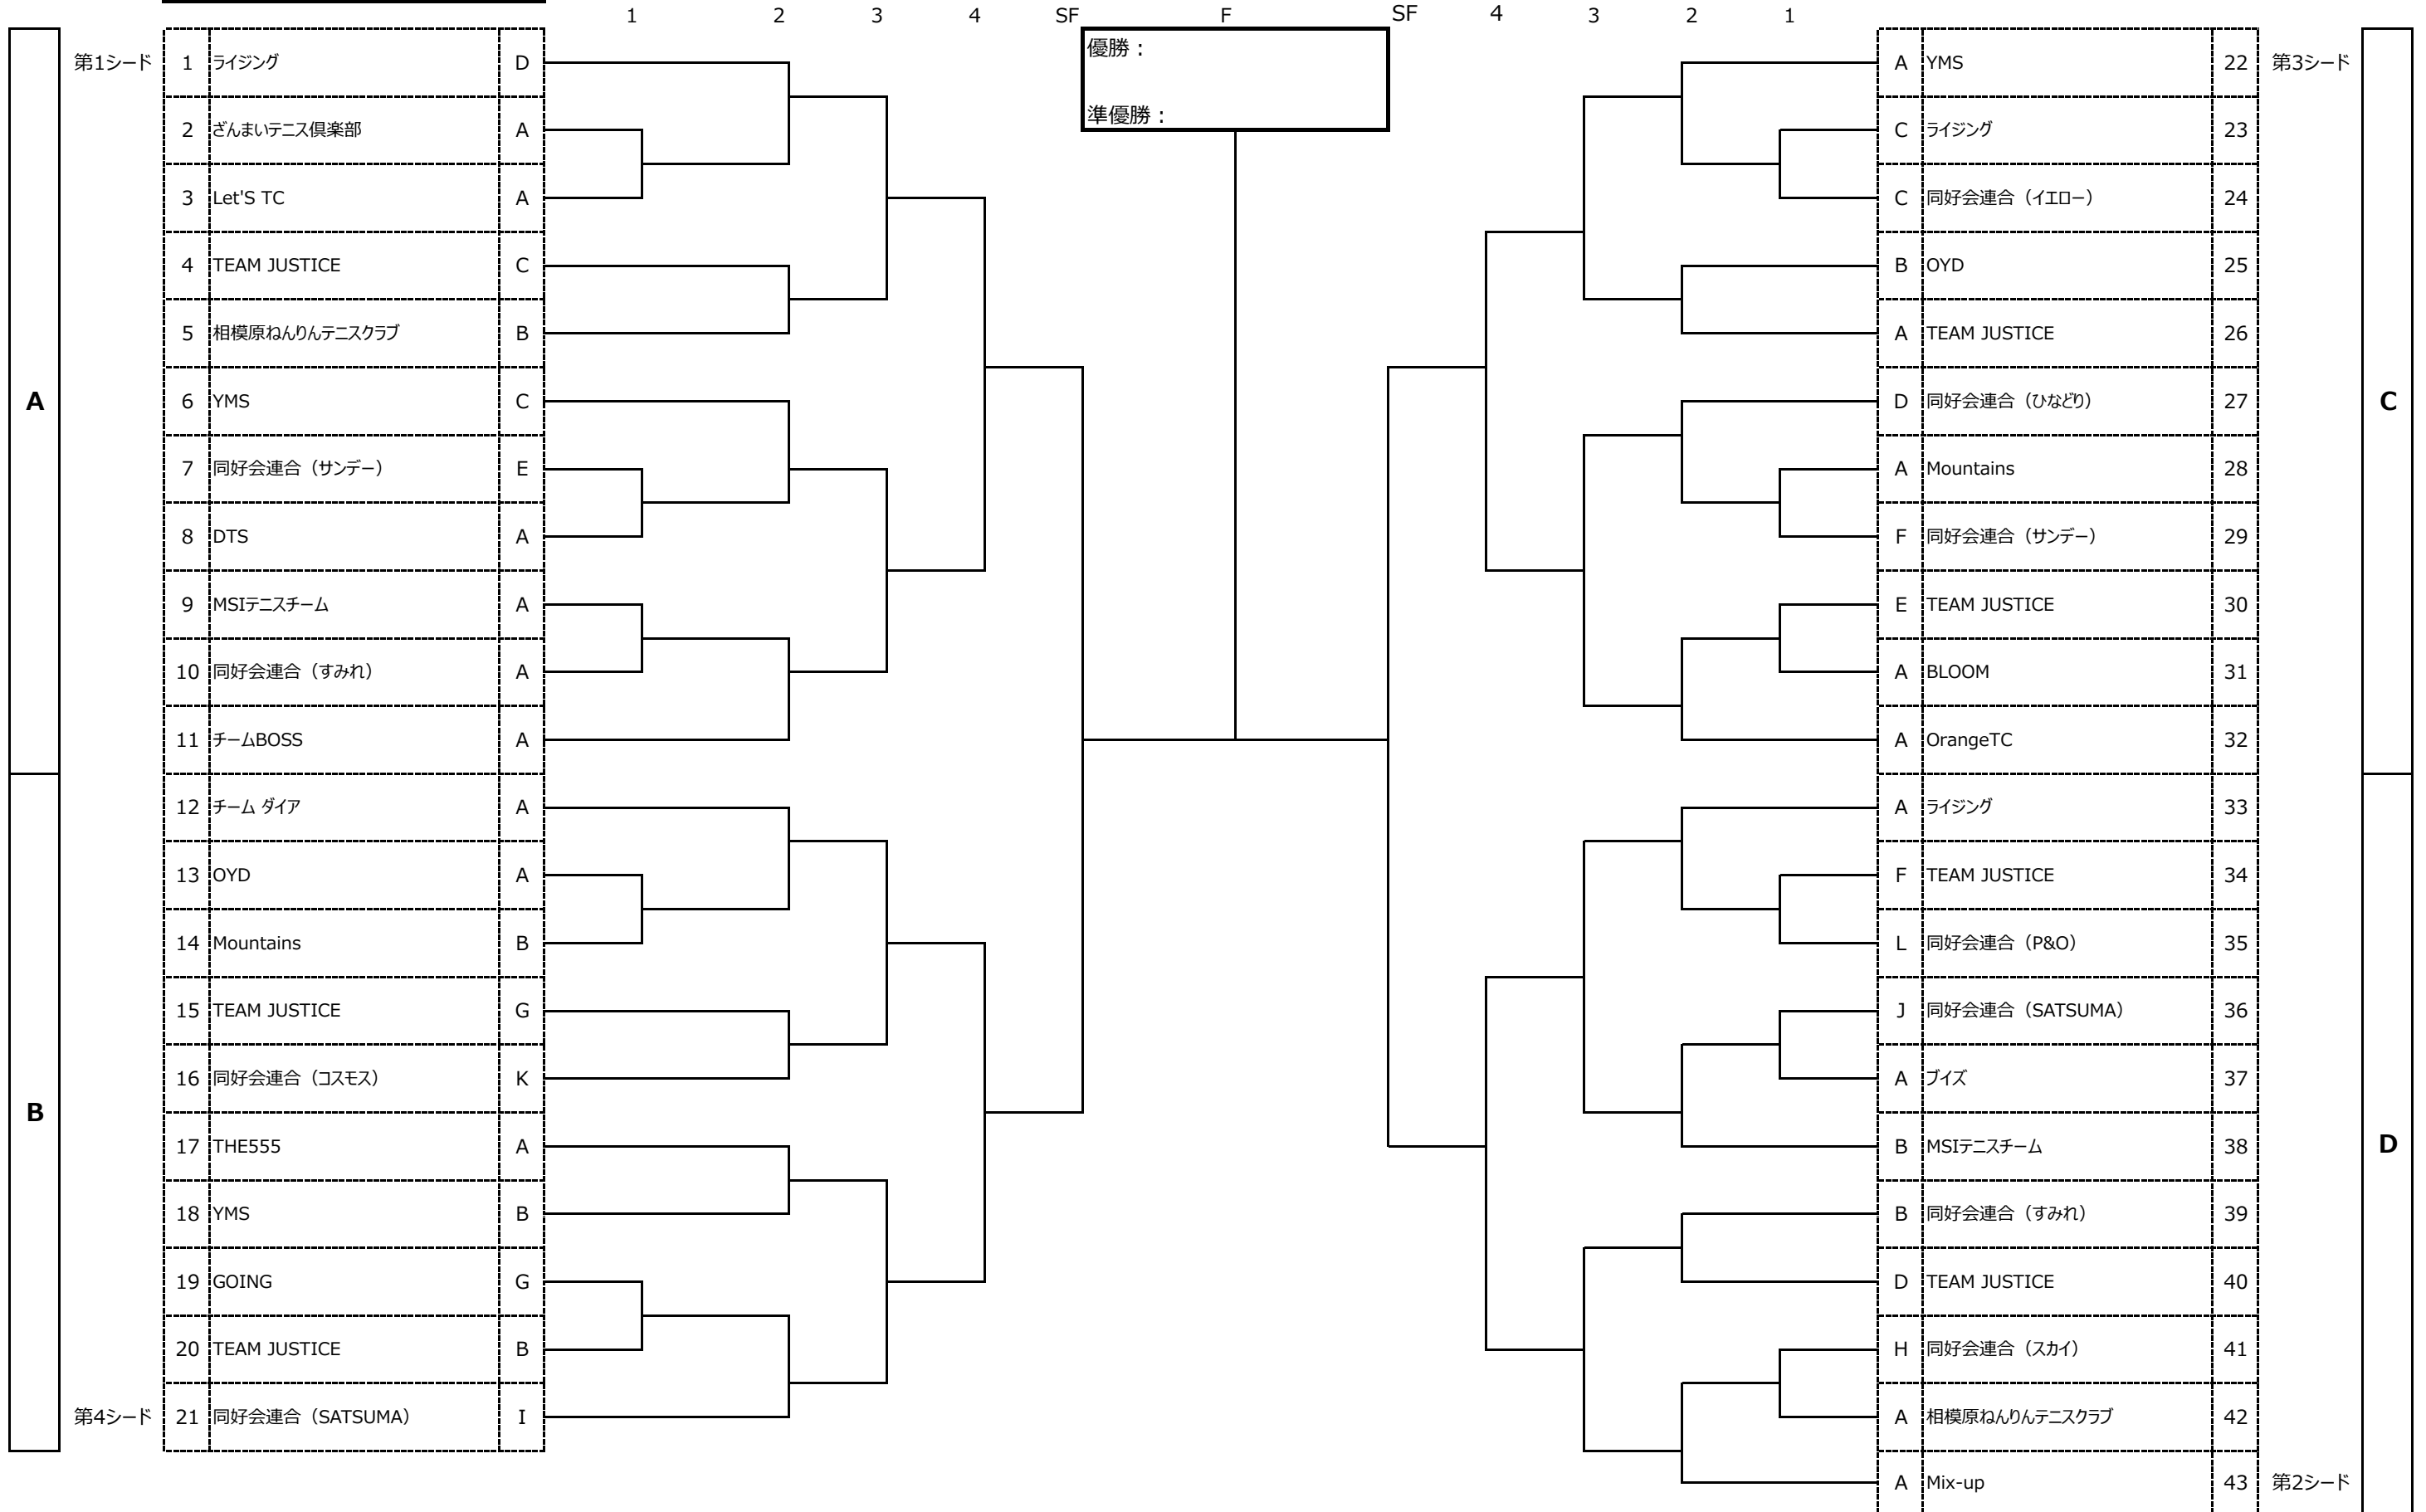 1 2 3 4 SF F SF 4 3 2 1
優勝：
準優勝：
A
第1シード 1 ライジング D
2 ざんまいテニス倶楽部 A
3 Let'S TC A
4 TEAM JUSTICE C
5 相模原ねんりんテニスクラブ B
6 YMS C
7 同好会連合（サンデー） E
8 DTS A
9 MSIテニスチーム A
10 同好会連合（すみれ） A
11 チームBOSS A
B
12 チーム ダイア A
13 OYD A
14 Mountains B
15 TEAM JUSTICE G
16 同好会連合（コスモス） K
17 THE555 A
18 YMS B
19 GOING G
20 TEAM JUSTICE B
第4シード 21 同好会連合（SATSUMA） I
A YMS 22 第3シード
C ライジング 23
C 同好会連合（イエロー） 24
B OYD 25
A TEAM JUSTICE 26
D 同好会連合（ひなどり） 27
A Mountains 28
F 同好会連合（サンデー） 29
E TEAM JUSTICE 30
A BLOOM 31
A OrangeTC 32
C
A ライジング 33
F TEAM JUSTICE 34
L 同好会連合（P&O） 35
J 同好会連合（SATSUMA） 36
A ブイズ 37
B MSIテニスチーム 38
B 同好会連合（すみれ） 39
D TEAM JUSTICE 40
H 同好会連合（スカイ） 41
A 相模原ねんりんテニスクラブ 42
A Mix-up 43 第2シード
D